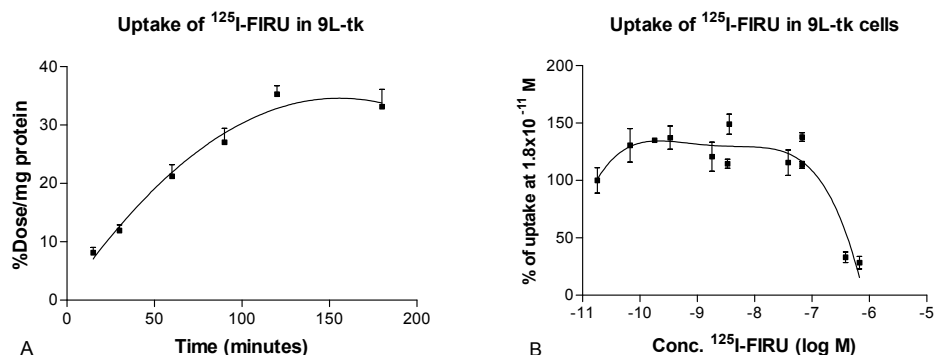 Uptake of ¹²⁵I-FIRU in 9L-tk
%Dose/mg protein
40
30
20
10
0
0 50 100 150 200
Time (minutes)
A
Uptake of ¹²⁵I-FIRU in 9L-tk cells
% of uptake at 1.8x10⁻¹¹ M
200
150
100
50
0
-11 -10 -9 -8 -7 -6 -5
Conc. ¹²⁵I-FIRU (log M)
B